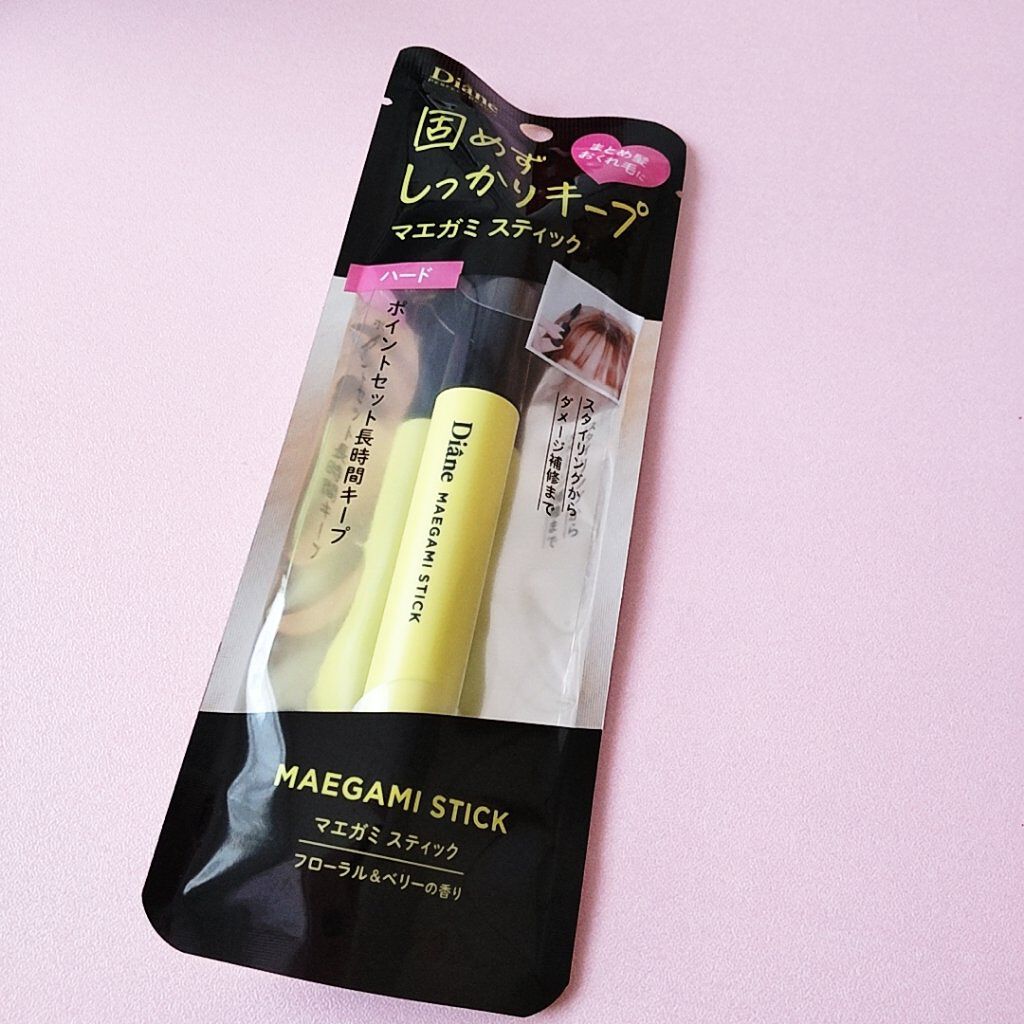 Diane
固めず
しっかりキープ
マエガミ スティック
まとめ髪
おくれ毛に
ハード
ポイントセット長時間キープ
スタイリングから
ダメージ補修まで
Diane MAEGAMI STICK
MAEGAMI STICK
マエガミ スティック
フローラル&ベリーの香り